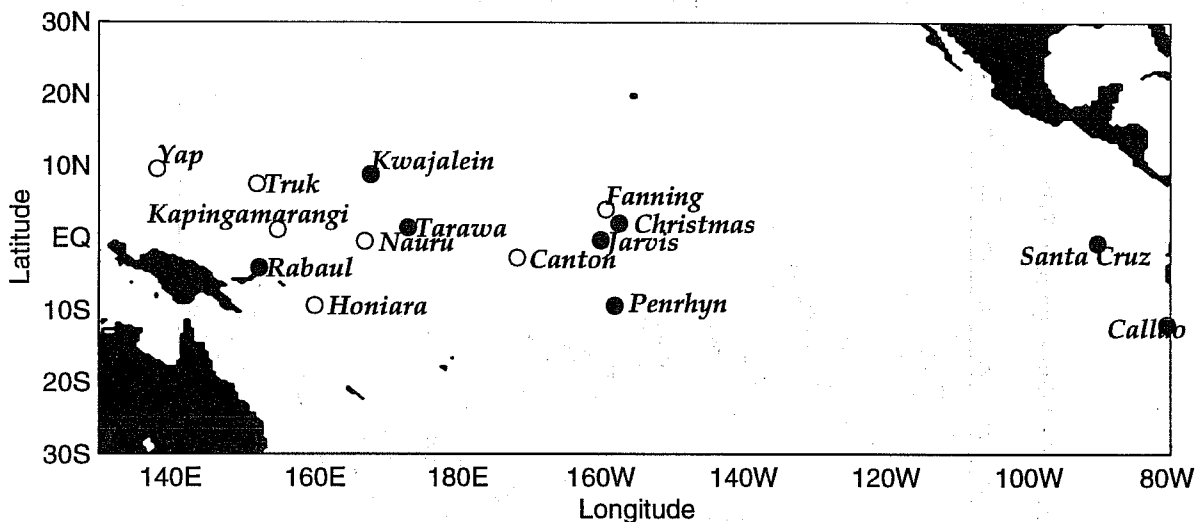 30N
20N
10N
EQ
10S
20S
30S
Latitude
Yap
Truk
Kwajalein
Kapingamarangi
Nauru
Tarawa
Fanning
Christmas
Jarvis
Canton
Rabaul
Honiara
Penrhyn
Santa Cruz
Callao
140E 160E 180E 160W 140W 120W 100W 80W
Longitude